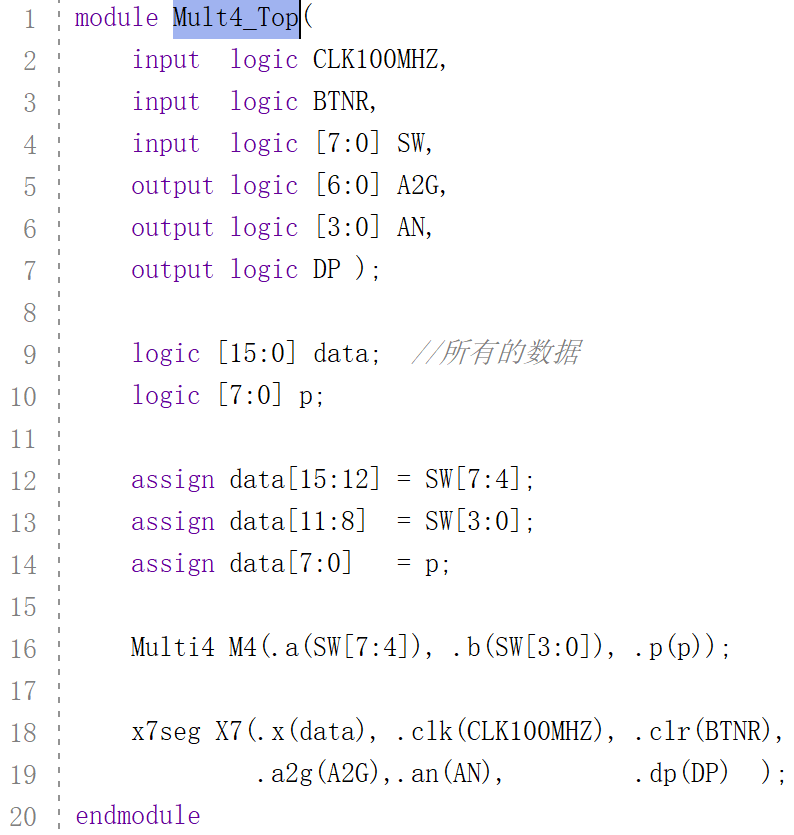 1 module Mult4_Top(
2 input logic CLK100MHZ,
3 input logic BTNR,
4 input logic [7:0] SW,
5 output logic [6:0] A2G,
6 output logic [3:0] AN,
7 output logic DP );
8
9 logic [15:0] data; //所有的数据
10 logic [7:0] p;
11
12 assign data[15:12] = SW[7:4];
13 assign data[11:8] = SW[3:0];
14 assign data[7:0] = p;
15
16 Multi4 M4(.a(SW[7:4]), .b(SW[3:0]), .p(p));
17
18 x7seg X7(.x(data), .clk(CLK100MHZ), .clr(BTNR),
19 .a2g(A2G),.an(AN), .dp(DP) );
20 endmodule